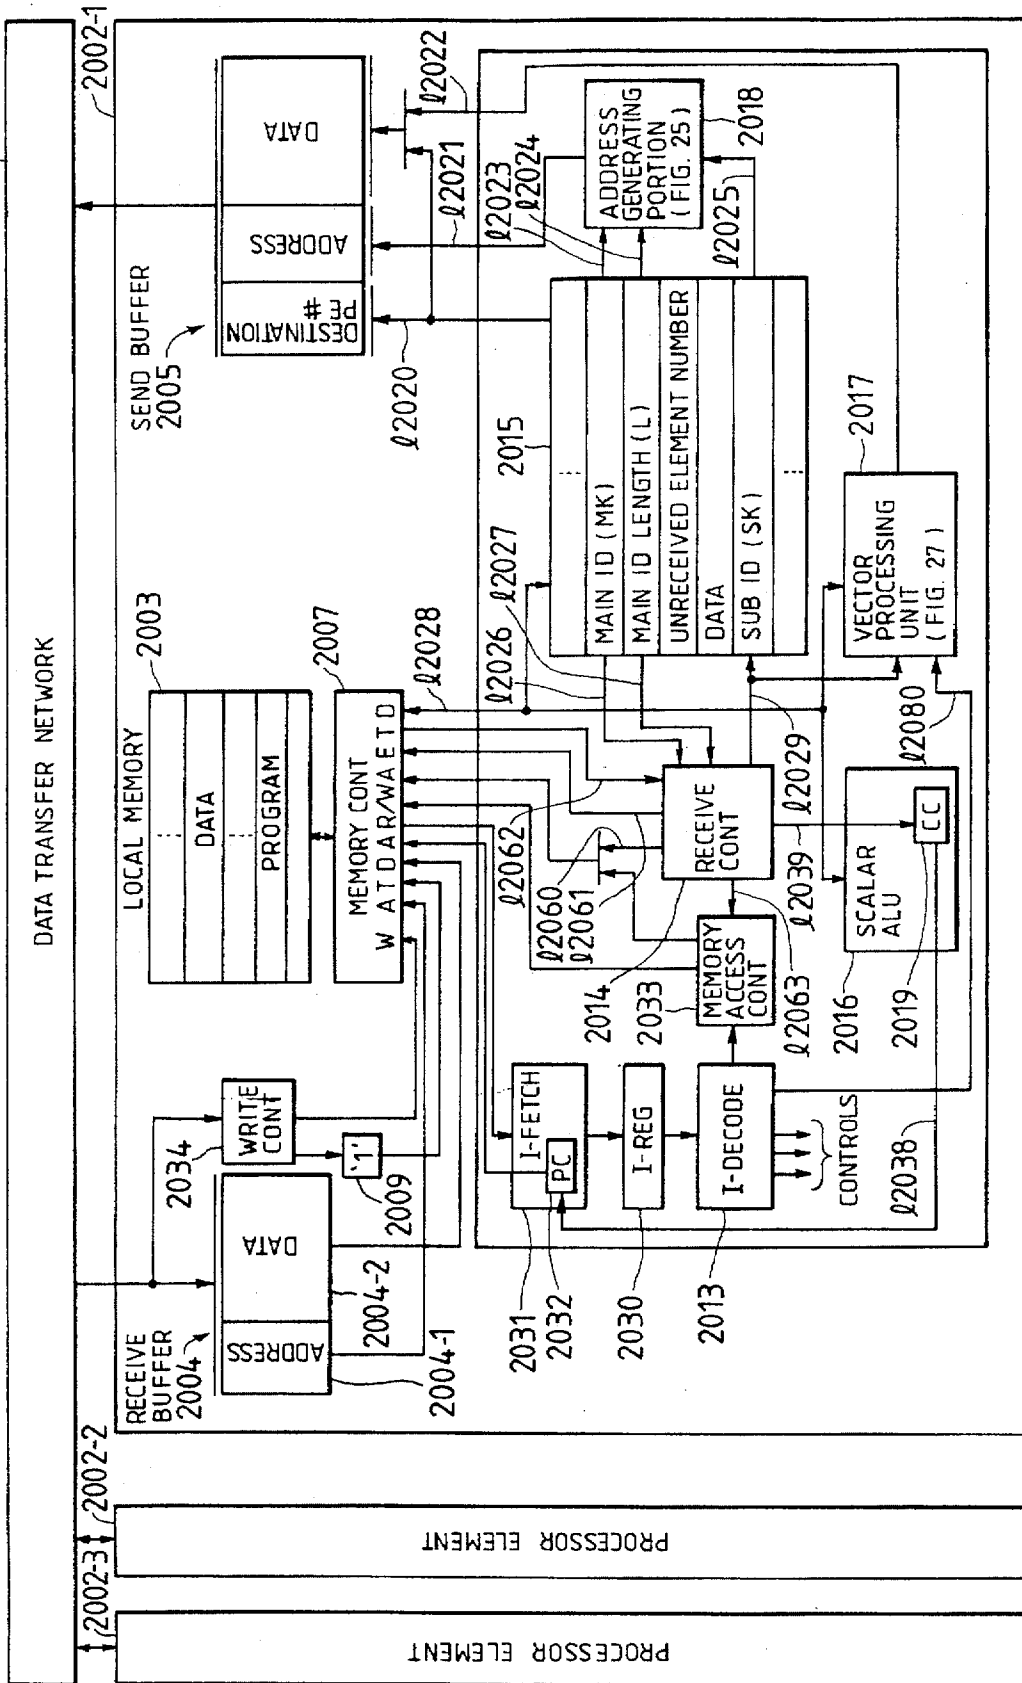 DATA TRANSFER NETWORK
2002-3
2002-2
2002-1
PROCESSOR ELEMENT
PROCESSOR ELEMENT
RECEIVE
BUFFER
2004
ADDRESS
DATA
2004-1
2004-2
2034
WRITE
CONT
'1'
2009
LOCAL MEMORY
2003
DATA
PROGRAM
2007
MEMORY CONT
W A T D A R / W A E T D
ℓ2028
SEND BUFFER
2005
DESTINATION
PE #
ADDRESS
DATA
ℓ2020
ℓ2021
ℓ2022
ℓ2023
ℓ2024
2031
I-FETCH
PC
2032
I-REG
2030
I-DECODE
2013
CONTROLS
2014
2033
MEMORY
ACCESS
CONT
ℓ2060
ℓ2061
ℓ2062
ℓ2063
RECEIVE
CONT
ℓ2026
ℓ2027
ℓ2029
ℓ2039
ℓ2038
2015
MAIN ID (MK)
MAIN ID LENGTH (L)
UNRECEIVED ELEMENT NUMBER
DATA
SUB ID (SK)
ADDRESS
GENERATING
PORTION
(FIG. 25)
2018
ℓ2025
SCALAR
ALU
CC
2016
2019
ℓ2080
VECTOR
PROCESSING
UNIT
(FIG. 27)
2017